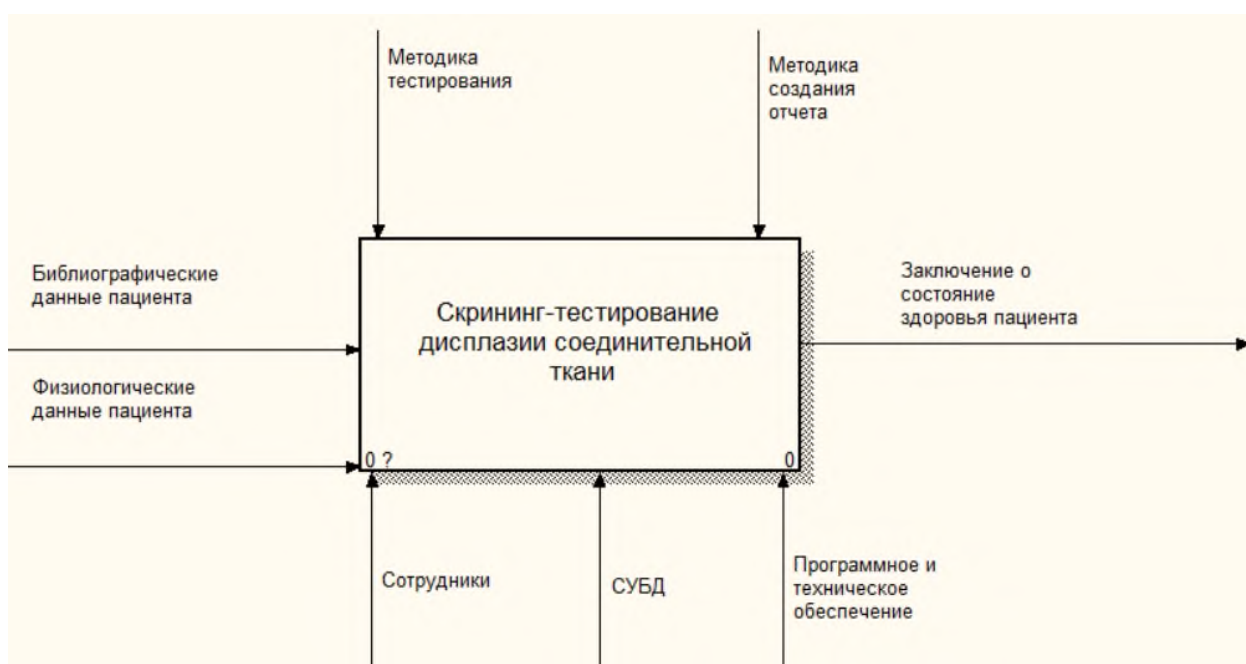 Методика
тестирования
Методика
создания
отчета
Библиографические
данные пациента
Физиологические
данные пациента
Скрининг-тестирование
дисплазии соединительной
ткани
0 ?
0
Заключение о
состояние
здоровья пациента
Сотрудники
СУБД
Программное и
техническое
обеспечение